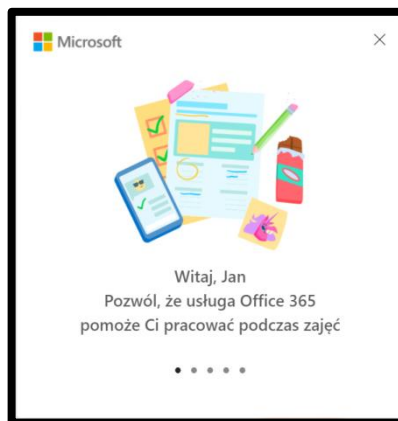 Microsoft
Witaj, Jan
Pozwól, że usługa Office 365
pomoże Ci pracować podczas zajęć